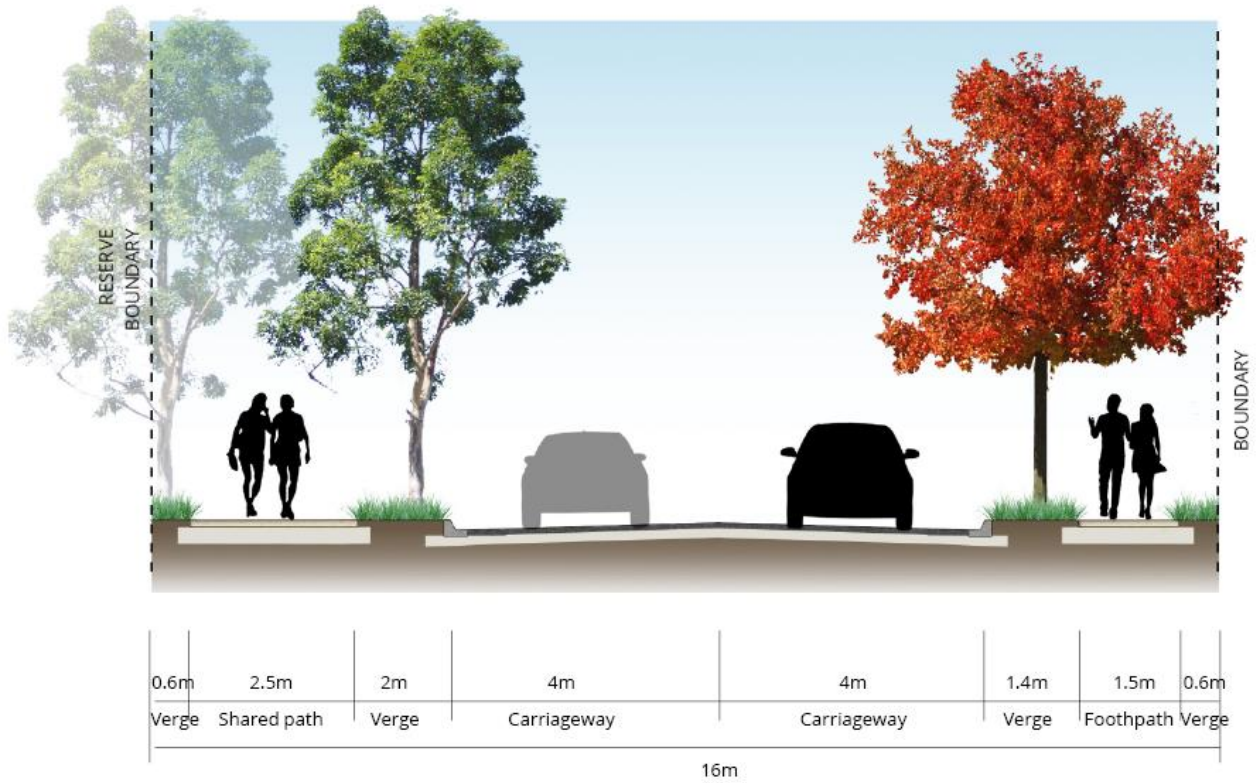 RESERVE
BOUNDARY
BOUNDARY
0.6m 2.5m 2m 4m 4m 1.4m 1.5m 0.6m
Verge Shared path Verge Carriageway Carriageway Verge Foothpath Verge
16m